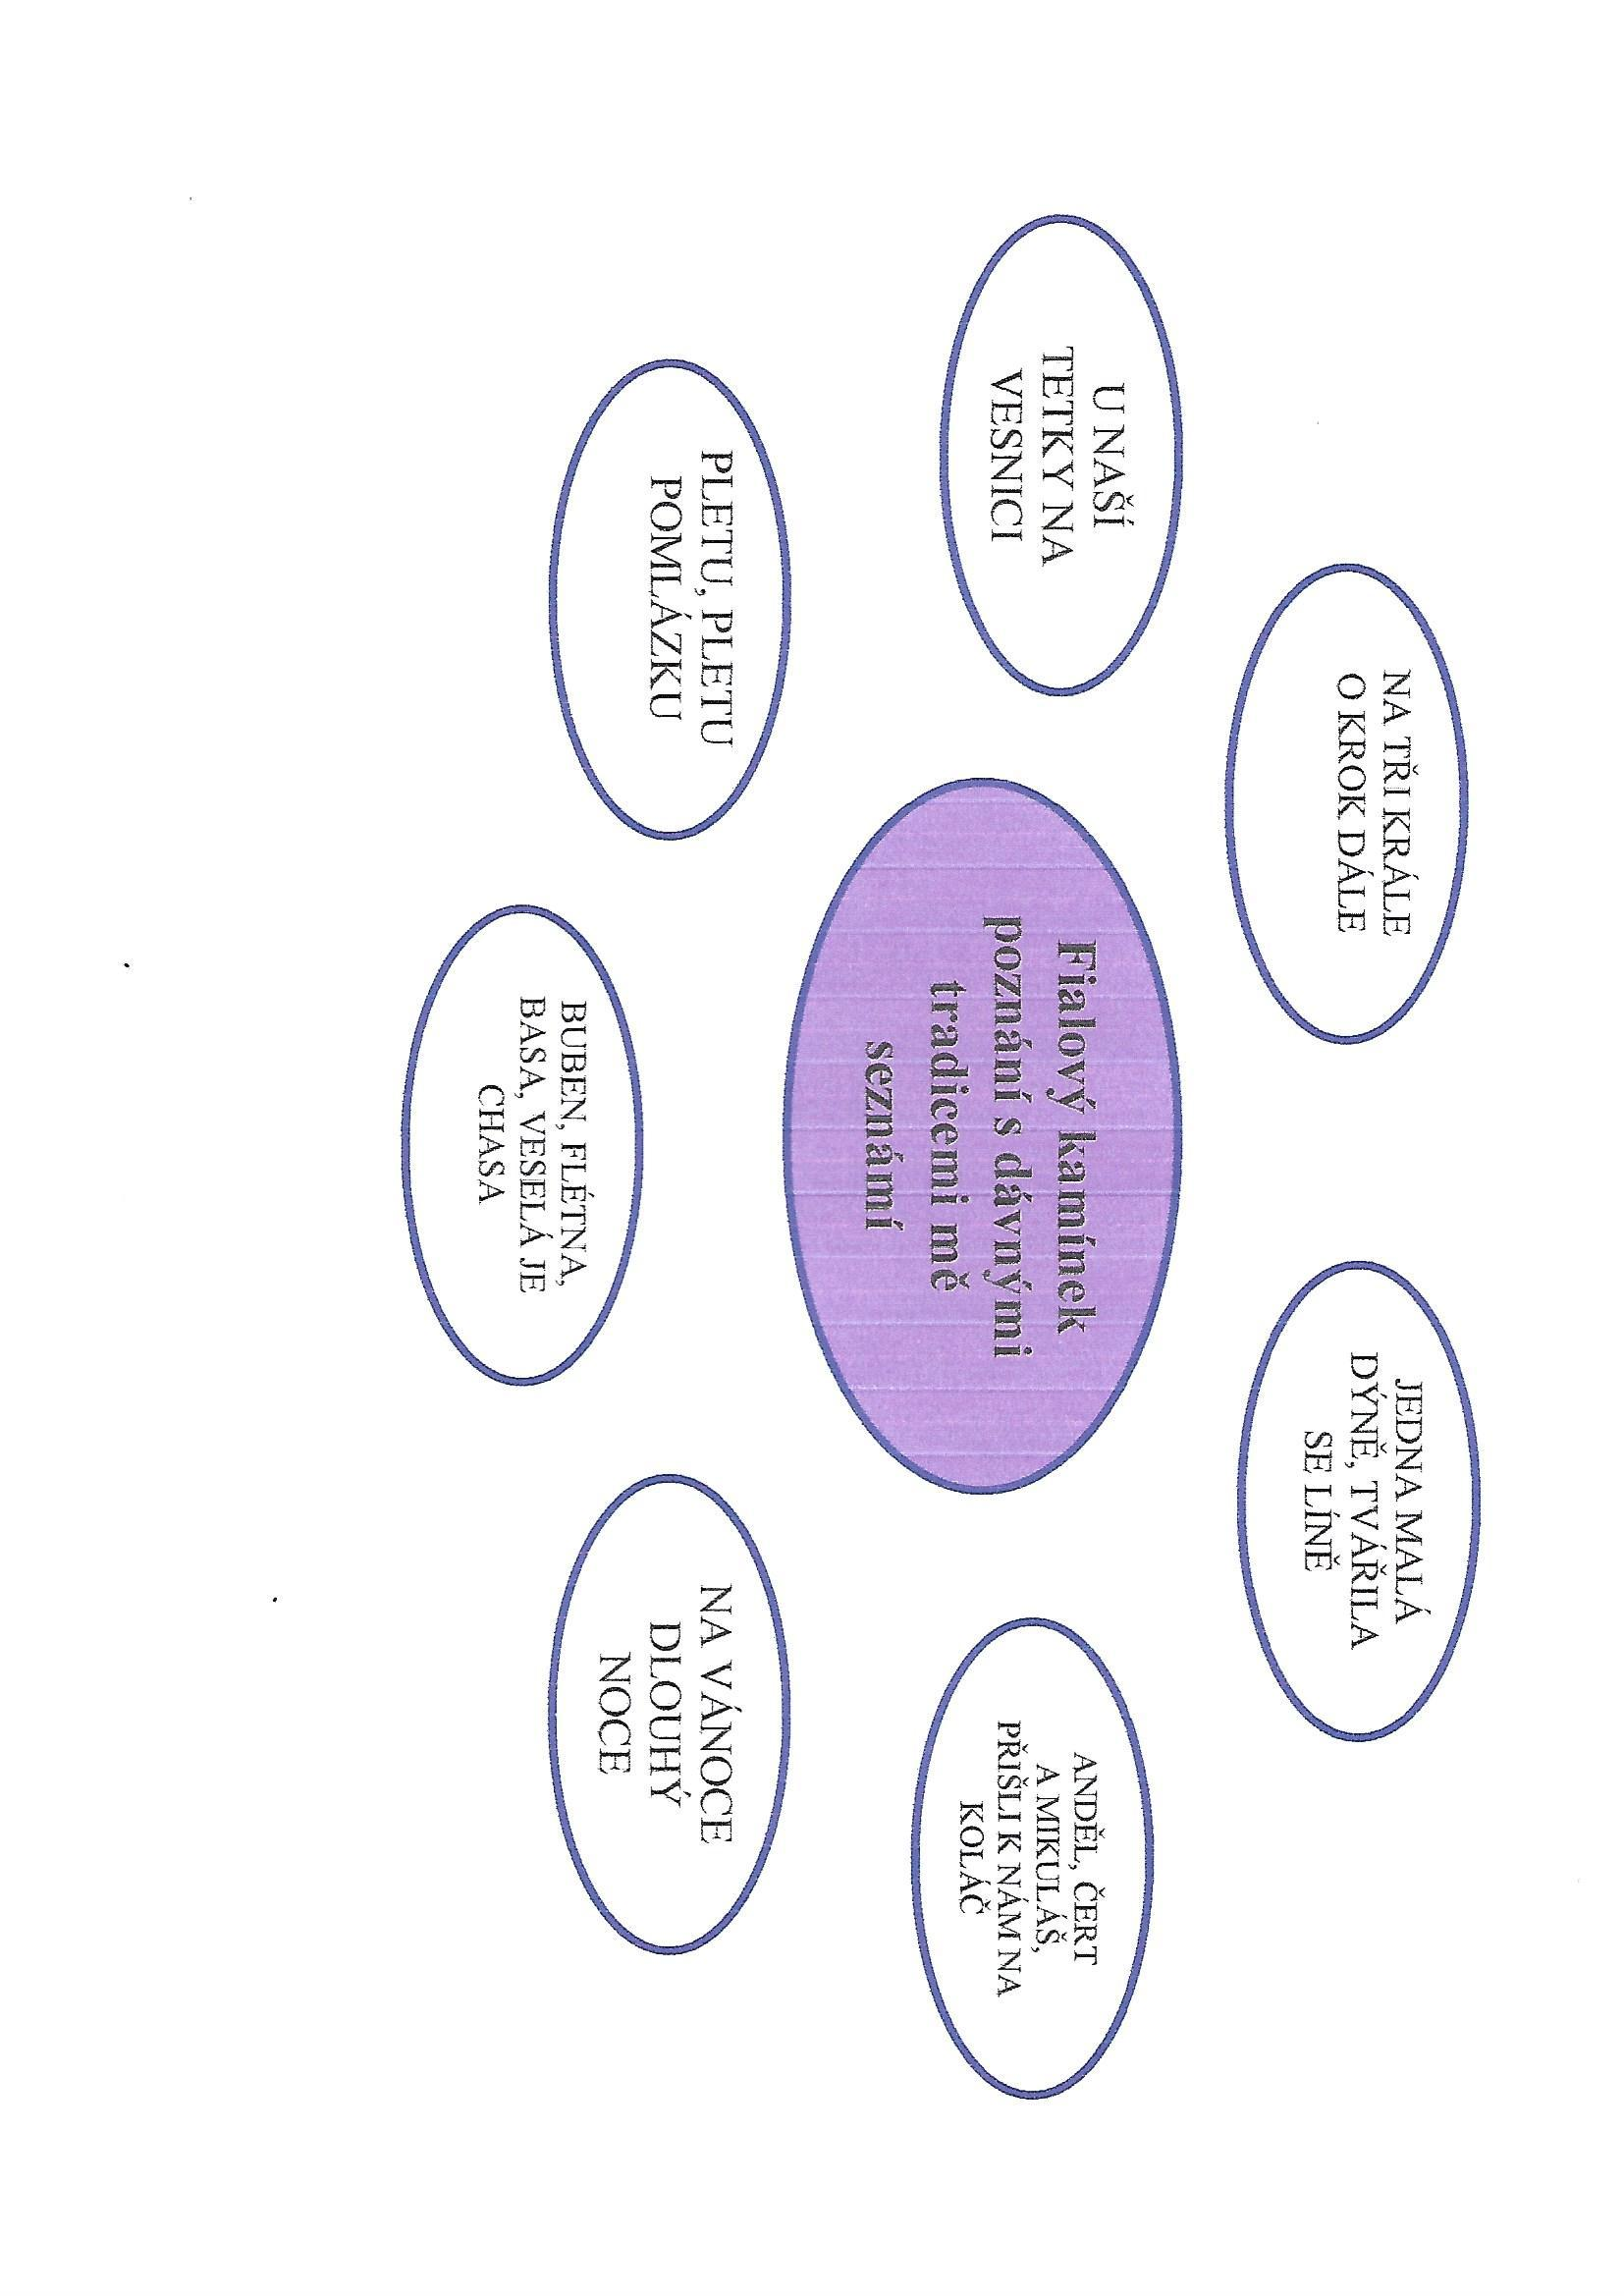 NA TŘI KRÁLE
O KROK DÁLE
JEDNA MALÁ
DÝNĚ, TVÁŘILA
SE LÍNĚ
U NAŠÍ
TETKY NA
VESNICI
Fialový kamínek
poznání s dávnými
tradicemi mě
seznámí
ANDĚL, ČERT
A MIKULÁŠ,
PŘIŠLI K NÁM NA
KOLÁČ
PLETU, PLETU
POMLÁZKU
NA VÁNOCE
DLOUHÝ
NOCE
BUBEN, FLÉTNA,
BASA, VESELÁ JE
CHASA